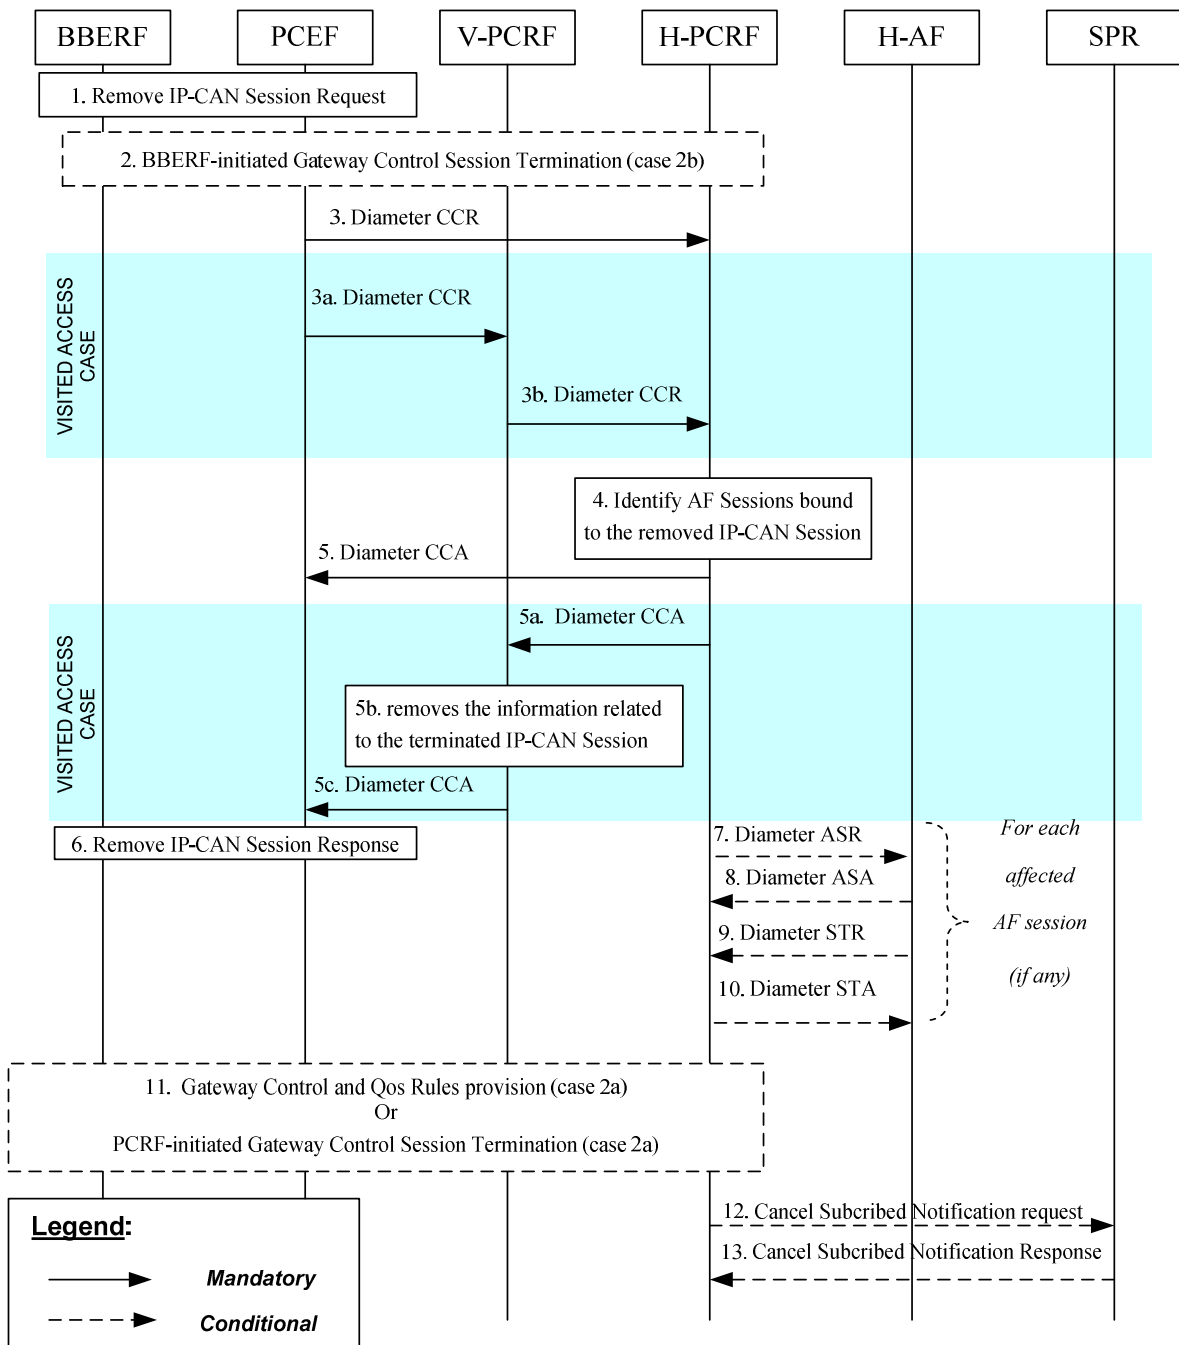 BBERF
PCEF
V-PCRF
H-PCRF
H-AF
SPR
1. Remove IP-CAN Session Request
2. BBERF-initiated Gateway Control Session Termination (case 2b)
3. Diameter CCR
VISITED ACCESS
CASE
3a. Diameter CCR
3b. Diameter CCR
4. Identify AF Sessions bound
to the removed IP-CAN Session
5. Diameter CCA
VISITED ACCESS
CASE
5a. Diameter CCA
5b. removes the information related
to the terminated IP-CAN Session
5c. Diameter CCA
6. Remove IP-CAN Session Response
7. Diameter ASR
8. Diameter ASA
9. Diameter STR
10. Diameter STA
For each
affected
AF session
(if any)
11. Gateway Control and Qos Rules provision (case 2a)
Or
PCRF-initiated Gateway Control Session Termination (case 2a)
12. Cancel Subcribed Notification request
13. Cancel Subcribed Notification Response
Legend:
Mandatory
Conditional